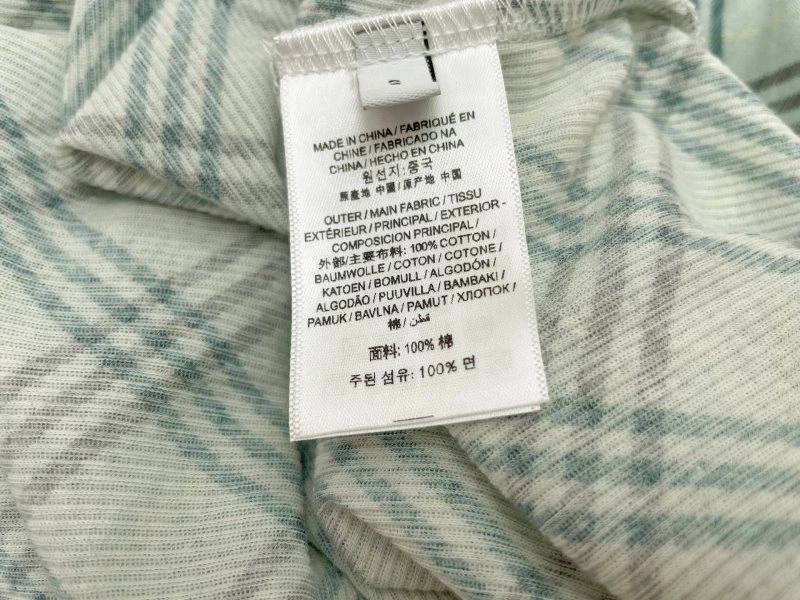 MADE IN CHINA / FABRIQUÉ EN
CHINE / FABRICADO NA
CHINA / HECHO EN CHINA
원선지: 중국
原產地 中國 / 原产地 中国
OUTER / MAIN FABRIC / TISSU
EXTÉRIEUR / PRINCIPAL / EXTERIOR -
COMPOSICION PRINCIPAL /
外部/主要布料: 100% COTTON /
BAUMWOLLE / COTON / COTONE /
KATOEN / BOMULL / ALGODÓN /
ALGODÃO / PUUVILLA / BAMBAKI /
PAMUK / BAVLNA / PAMUT / ХЛОПОК /
棉 / قطن
面料: 100% 棉
주된 섬유: 100% 면